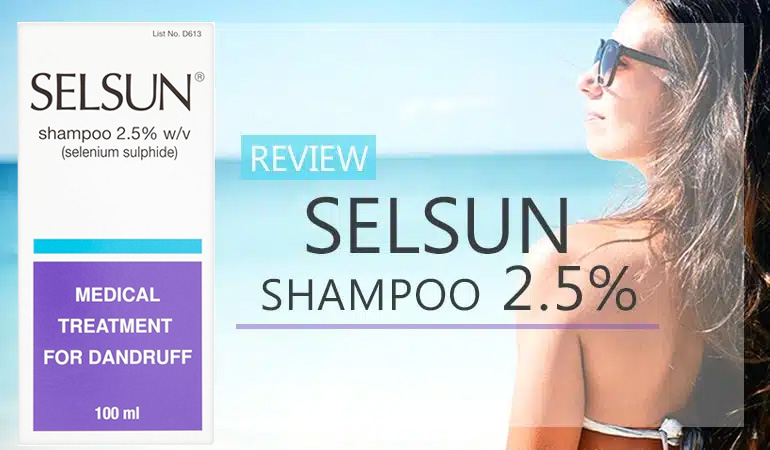 List No. D613
SELSUN®
shampoo 2.5% w/v
(selenium sulphide)
MEDICAL
TREATMENT
FOR DANDRUFF
100 ml
REVIEW
SELSUN
SHAMPOO 2.5%